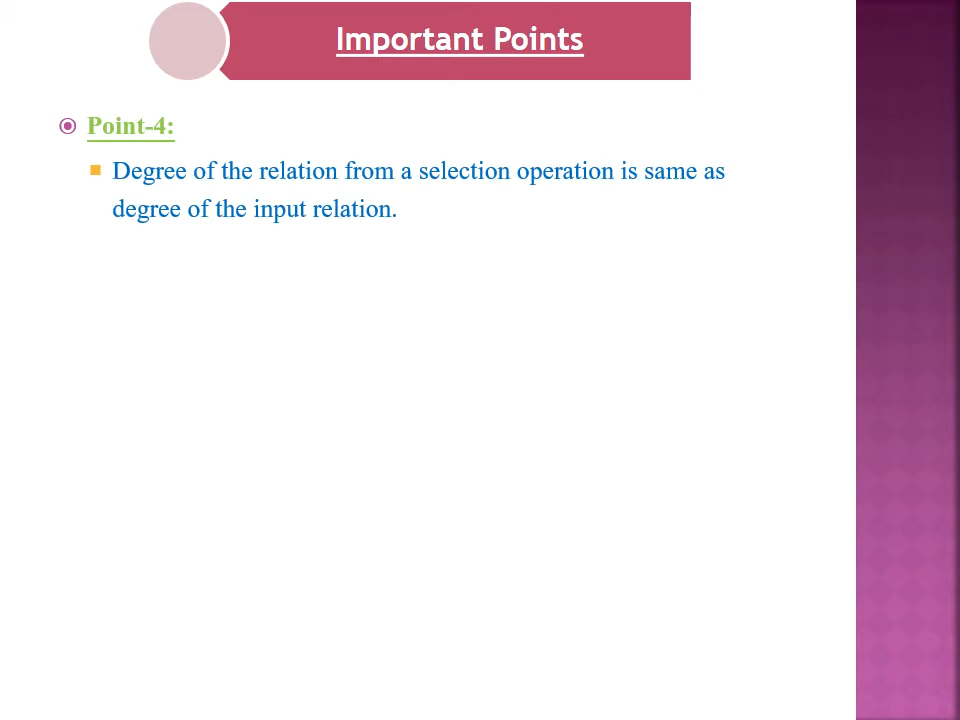 Important Points
Point-4:
Degree of the relation from a selection operation is same as
degree of the input relation.